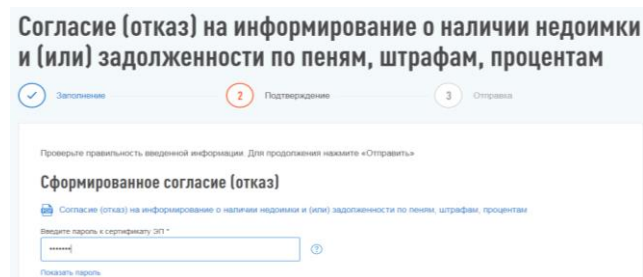 Согласие (отказ) на информирование о наличии недоимки
и (или) задолженности по пеням, штрафам, процентам
Заполнение
2 Подтверждение
3 Отправка
Проверьте правильность введенной информации. Для продолжения нажмите «Отправить»
Сформированное согласие (отказ)
Согласие (отказ) на информирование о наличии недоимки и (или) задолженности по пеням, штрафам, процентам
Введите пароль к сертификату ЭП *
•••••••
?
Показать пароль